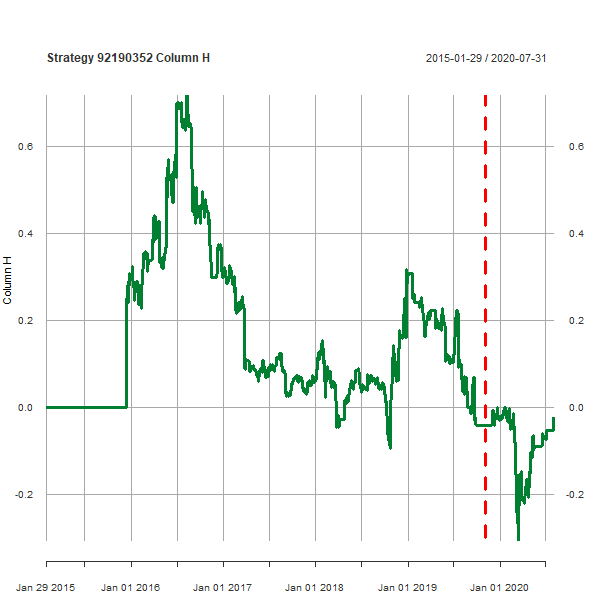 Strategy 92190352 Column H
2015-01-29 / 2020-07-31
0.6
0.6
0.4
0.4
0.2
0.2
0.0
0.0
-0.2
-0.2
Column H
Jan 29 2015
Jan 01 2016
Jan 01 2017
Jan 01 2018
Jan 01 2019
Jan 01 2020